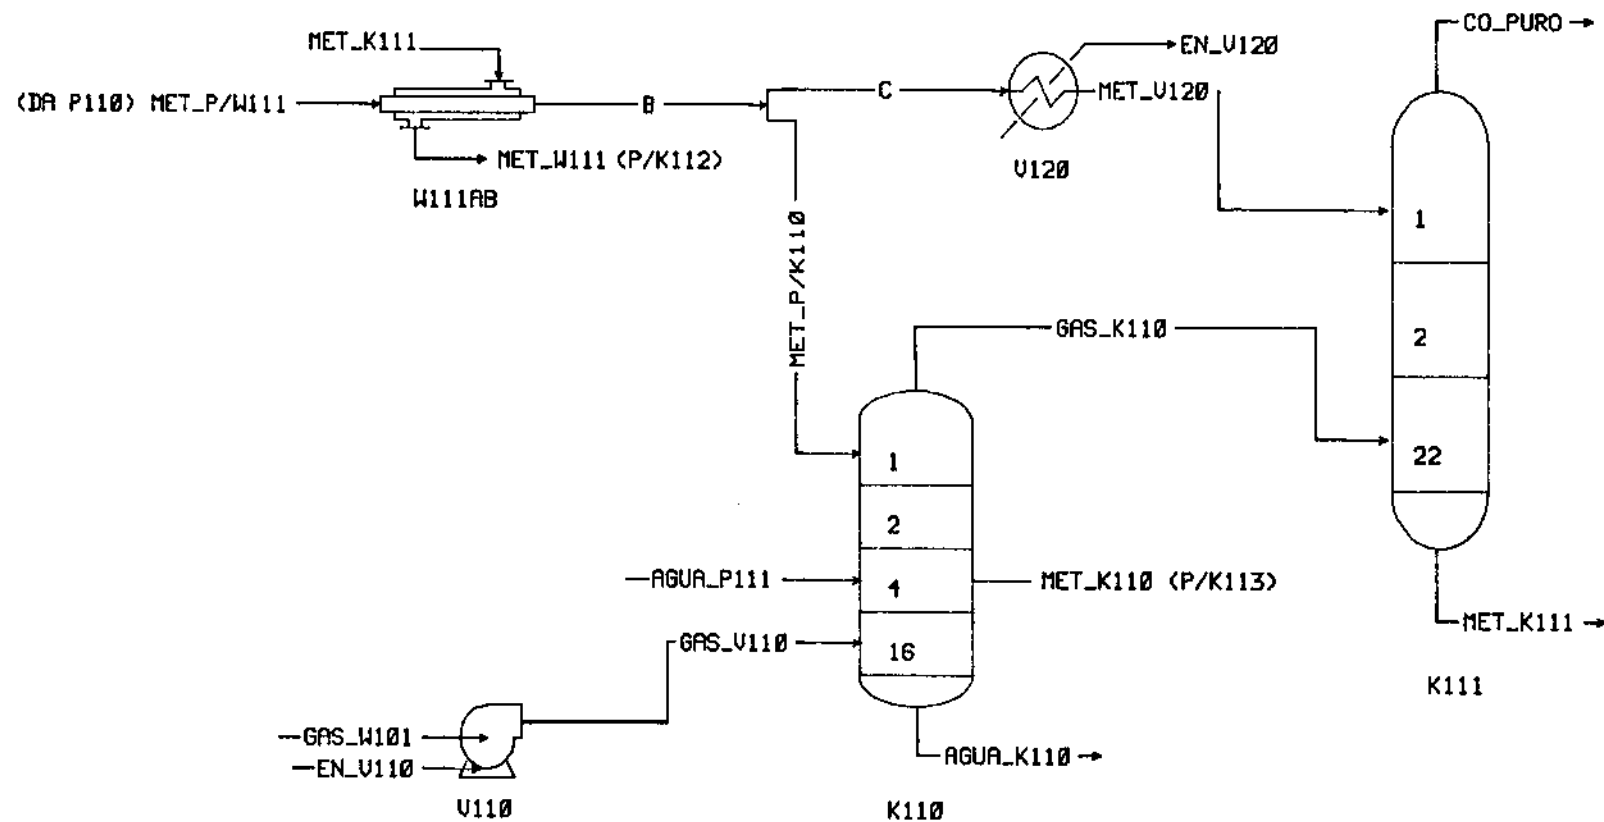 CO_PURO
MET_K111
EN_V120
(DA P110) MET_P/W111
B
C
MET_V120
MET_W111 (P/K112)
V120
W111AB
1
MET_P/K110
GAS_K110
2
1
22
2
AGUA_P111
4
MET_K110 (P/K113)
MET_K111
GAS_V110
16
K111
GAS_W101
AGUA_K110
EN_V110
V110
K110